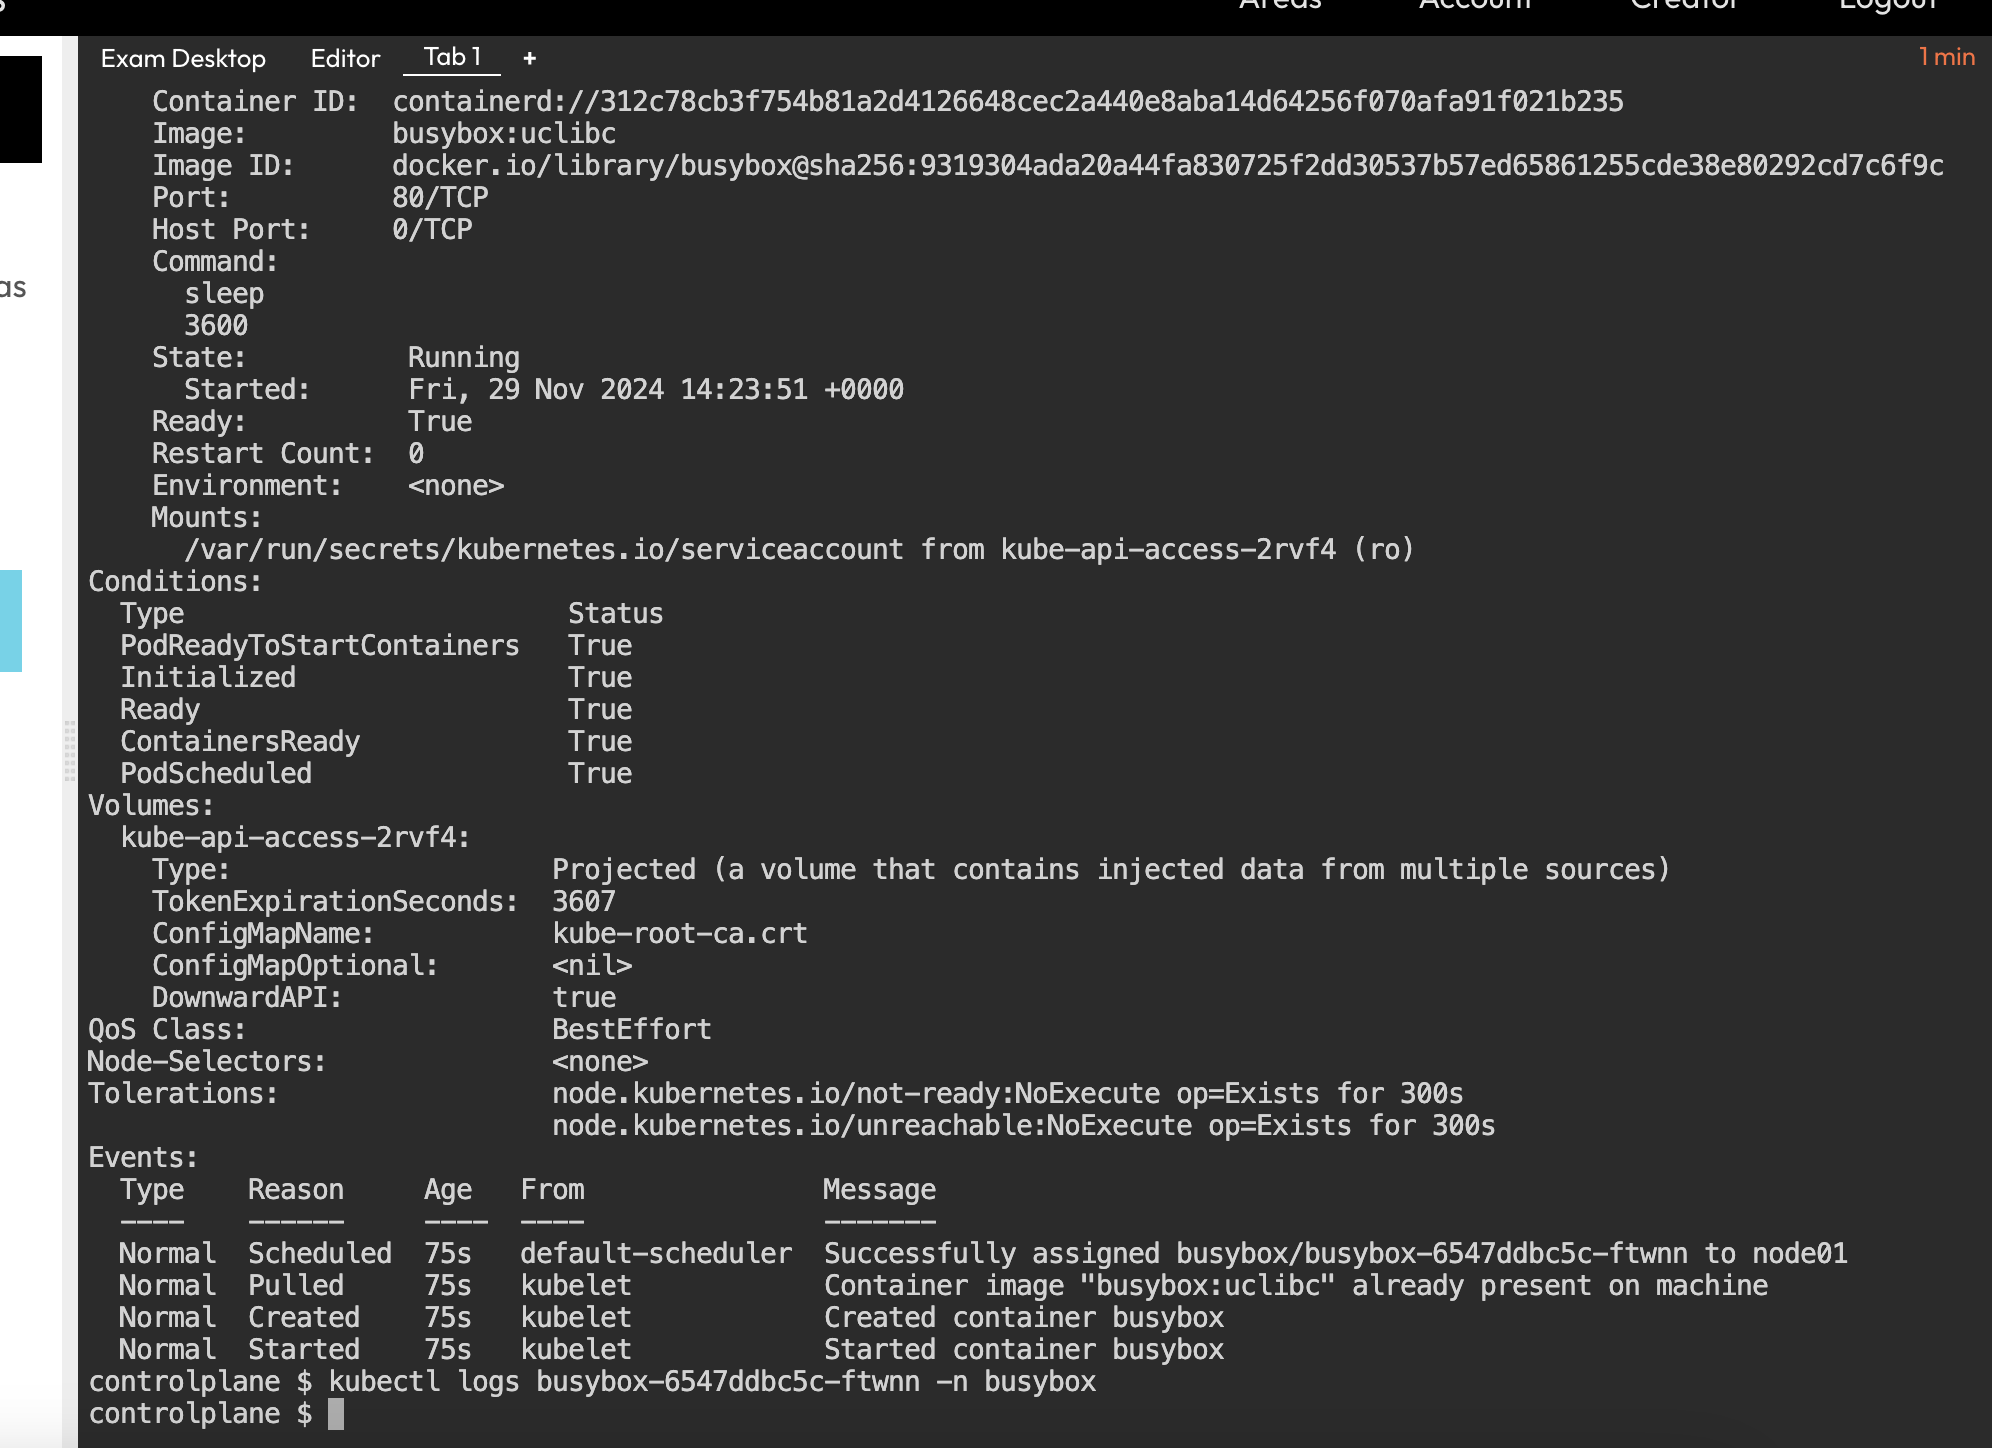 Areas Account Creator Logout
Exam Desktop Editor Tab 1 + 1 min
Container ID: containerd://312c78cb3f754b81a2d4126648cec2a440e8aba14d64256f070afa91f021b235
Image: busybox:uclibc
Image ID: docker.io/library/busybox@sha256:9319304ada20a44fa830725f2dd30537b57ed65861255cde38e80292cd7c6f9c
Port: 80/TCP
Host Port: 0/TCP
Command:
sleep
3600
State: Running
Started: Fri, 29 Nov 2024 14:23:51 +0000
Ready: True
Restart Count: 0
Environment: <none>
Mounts:
/var/run/secrets/kubernetes.io/serviceaccount from kube-api-access-2rvf4 (ro)
Conditions:
Type Status
PodReadyToStartContainers True
Initialized True
Ready True
ContainersReady True
PodScheduled True
Volumes:
kube-api-access-2rvf4:
Type: Projected (a volume that contains injected data from multiple sources)
TokenExpirationSeconds: 3607
ConfigMapName: kube-root-ca.crt
ConfigMapOptional: <nil>
DownwardAPI: true
QoS Class: BestEffort
Node-Selectors: <none>
Tolerations: node.kubernetes.io/not-ready:NoExecute op=Exists for 300s
node.kubernetes.io/unreachable:NoExecute op=Exists for 300s
Events:
Type Reason Age From Message
---- ------ ---- ---- -------
Normal Scheduled 75s default-scheduler Successfully assigned busybox/busybox-6547ddbc5c-ftwnn to node01
Normal Pulled 75s kubelet Container image "busybox:uclibc" already present on machine
Normal Created 75s kubelet Created container busybox
Normal Started 75s kubelet Started container busybox
controlplane $ kubectl logs busybox-6547ddbc5c-ftwnn -n busybox
controlplane $
as